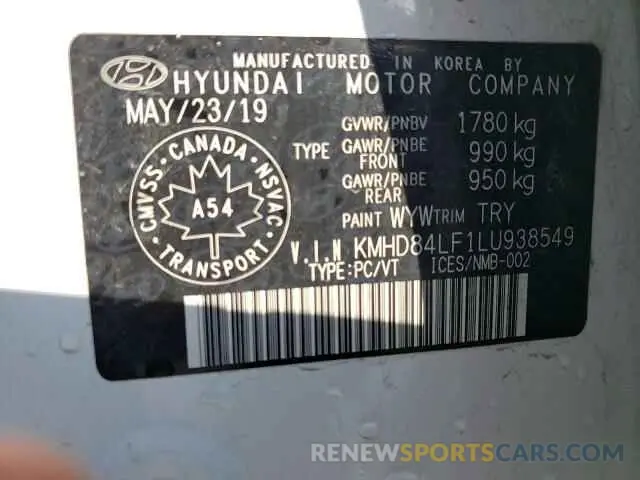 MANUFACTURED IN KOREA BY
HYUNDAI MOTOR COMPANY
MAY/23/19
GVWR/PNBV 1780 kg
TYPE GAWR/PNBE FRONT 990 kg
GAWR/PNBE REAR 950 kg
PAINT WYW TRIM TRY
V.I.N KMHD84LF1LU938549
TYPE:PC/VT ICES/NMB-002
CMVSS · CANADA · NSVAC
A54
TRANSPORT
RENEWSPORTSCARS.COM